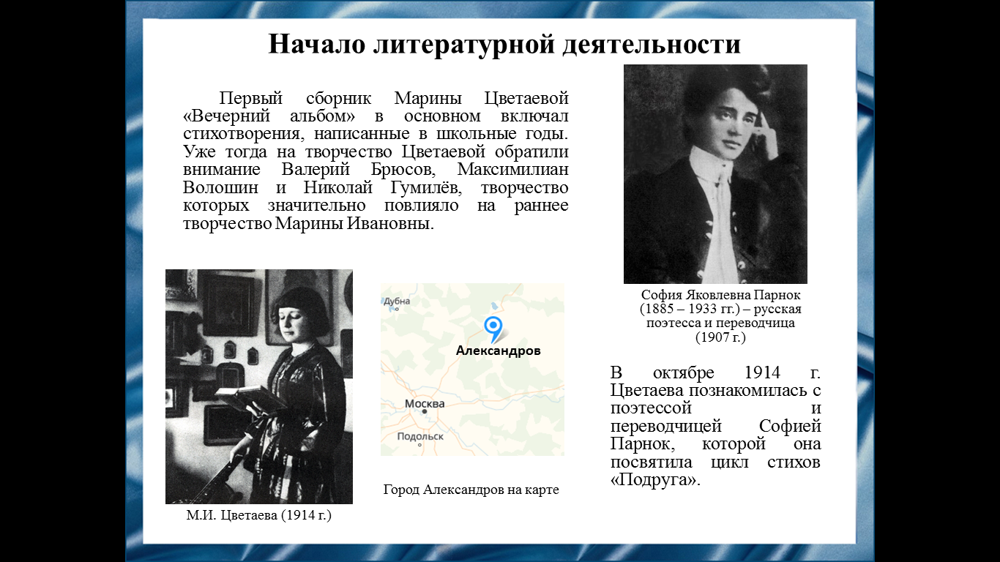 Начало литературной деятельности
Первый сборник Марины Цветаевой
«Вечерний альбом» в основном включал
стихотворения, написанные в школьные годы.
Уже тогда на творчество Цветаевой обратили
внимание Валерий Брюсов, Максимилиан
Волошин и Николай Гумилёв, творчество
которых значительно повлияло на раннее
творчество Марины Ивановны.
София Яковлевна Парнок
(1885 – 1933 гг.) – русская
поэтесса и переводчица
(1907 г.)
Дубна
Александров
Москва
Подольск
Город Александров на карте
М.И. Цветаева (1914 г.)
В октябре 1914 г.
Цветаева познакомилась с
поэтессой и
переводчицей Софией
Парнок, которой она
посвятила цикл стихов
«Подруга».